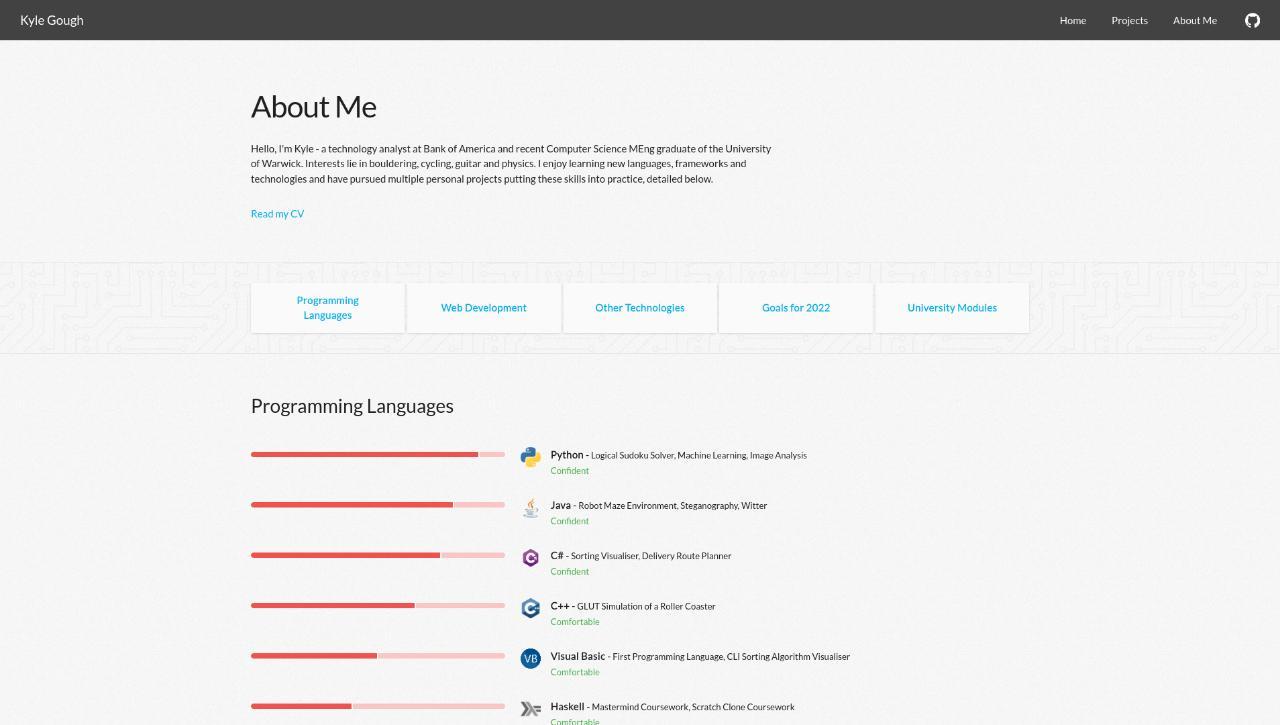 Kyle Gough
Home
Projects
About Me
About Me
Hello, I'm Kyle - a technology analyst at Bank of America and recent Computer Science MEng graduate of the University
of Warwick. Interests lie in bouldering, cycling, guitar and physics. I enjoy learning new languages, frameworks and
technologies and have pursued multiple personal projects putting these skills into practice, detailed below.
Read my CV
Programming
Languages
Web Development
Other Technologies
Goals for 2022
University Modules
Programming Languages
Python - Logical Sudoku Solver, Machine Learning, Image Analysis
Confident
Java - Robot Maze Environment, Steganography, Witter
Confident
C# - Sorting Visualiser, Delivery Route Planner
Confident
C++ - GLUT Simulation of a Roller Coaster
Comfortable
VB
Visual Basic - First Programming Language, CLI Sorting Algorithm Visualiser
Comfortable
Haskell - Mastermind Coursework, Scratch Clone Coursework
Comfortable